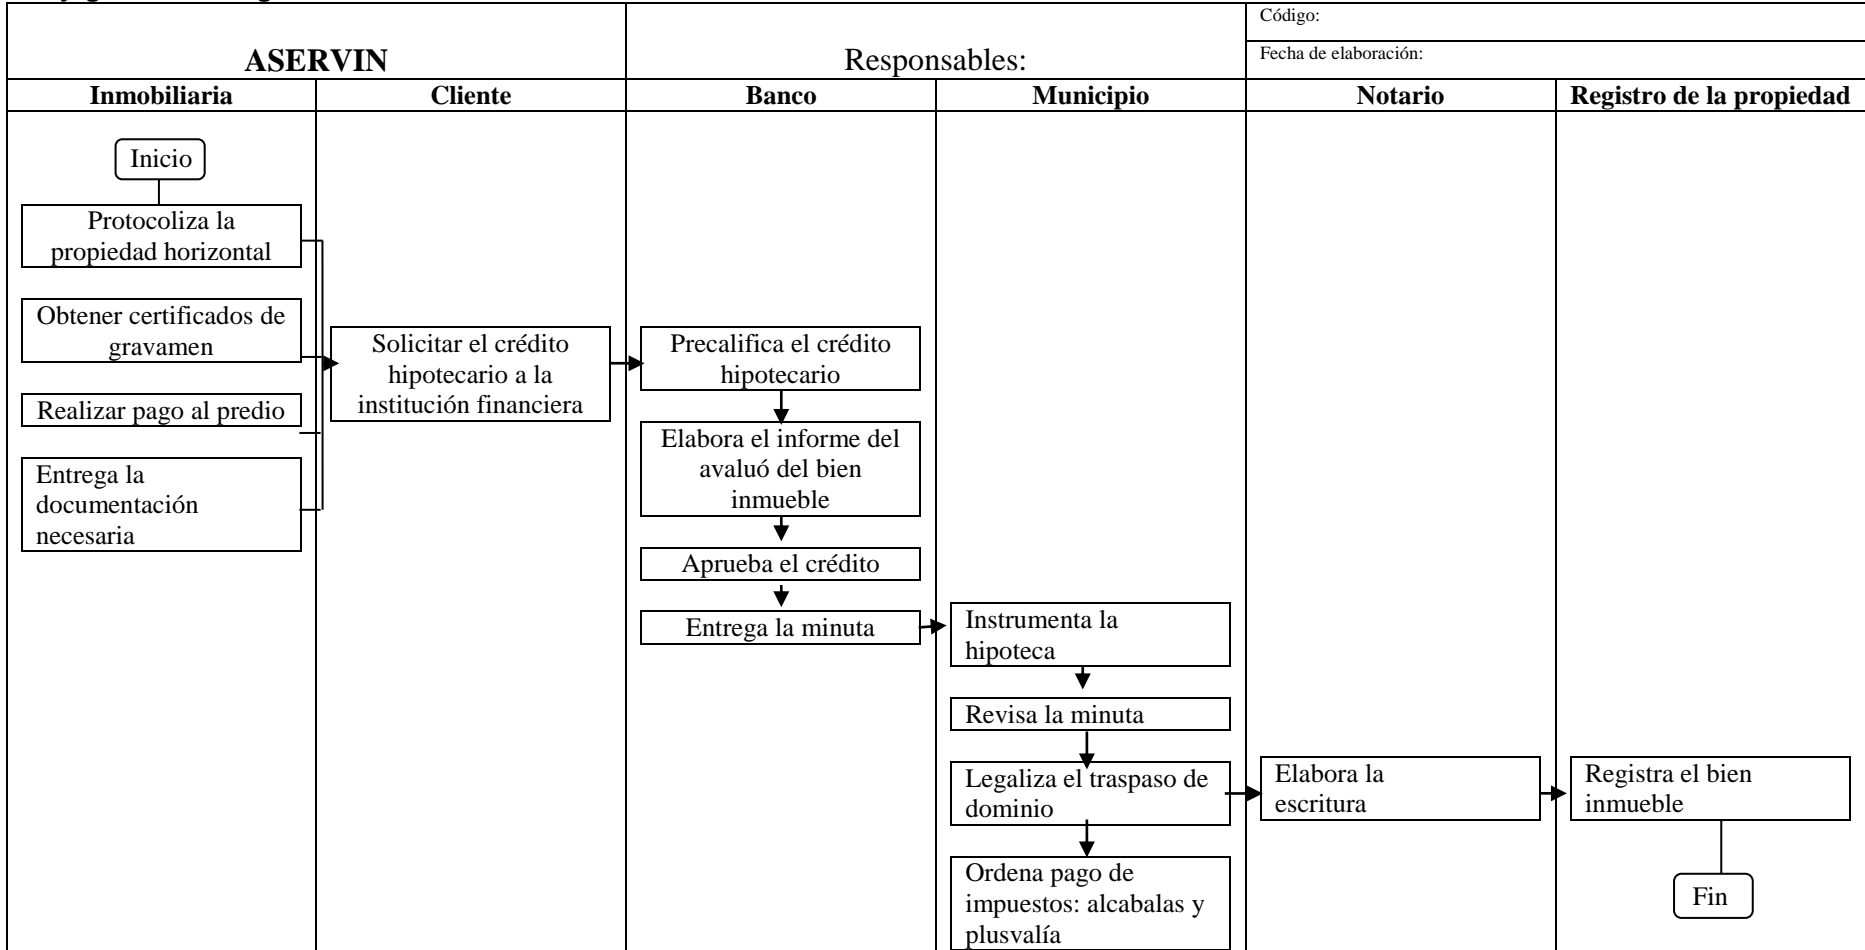 Código:
ASERVIN
Responsables:
Fecha de elaboración:
Inmobiliaria
Cliente
Banco
Municipio
Notario
Registro de la propiedad
Inicio
Protocoliza la
propiedad horizontal
Obtener certificados de
gravamen
Realizar pago al predio
Entrega la
documentación
necesaria
Solicitar el crédito
hipotecario a la
institución financiera
Precalifica el crédito
hipotecario
Elabora el informe del
avaluó del bien
inmueble
Aprueba el crédito
Entrega la minuta
Instrumenta la
hipoteca
Revisa la minuta
Legaliza el traspaso de
dominio
Ordena pago de
impuestos: alcabalas y
plusvalía
Elabora la
escritura
Registra el bien
inmueble
Fin